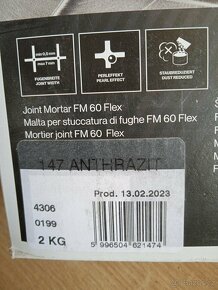 min 0,5 mm
max 7 mm
FUGENBREITE
JOINT WIDTH
PERLEFFEKT
PEARL EFFECT
STAUBREDUZIERT
DUST REDUCED
Joint Mortar FM 60 Flex
Malta per stuccatura di fughe FM 60 Flex
Mortier joint FM 60 Flex
147 ANTHRAZIT
Prod. 13.02.2023
4306
0199
2 KG
5 996504 621474